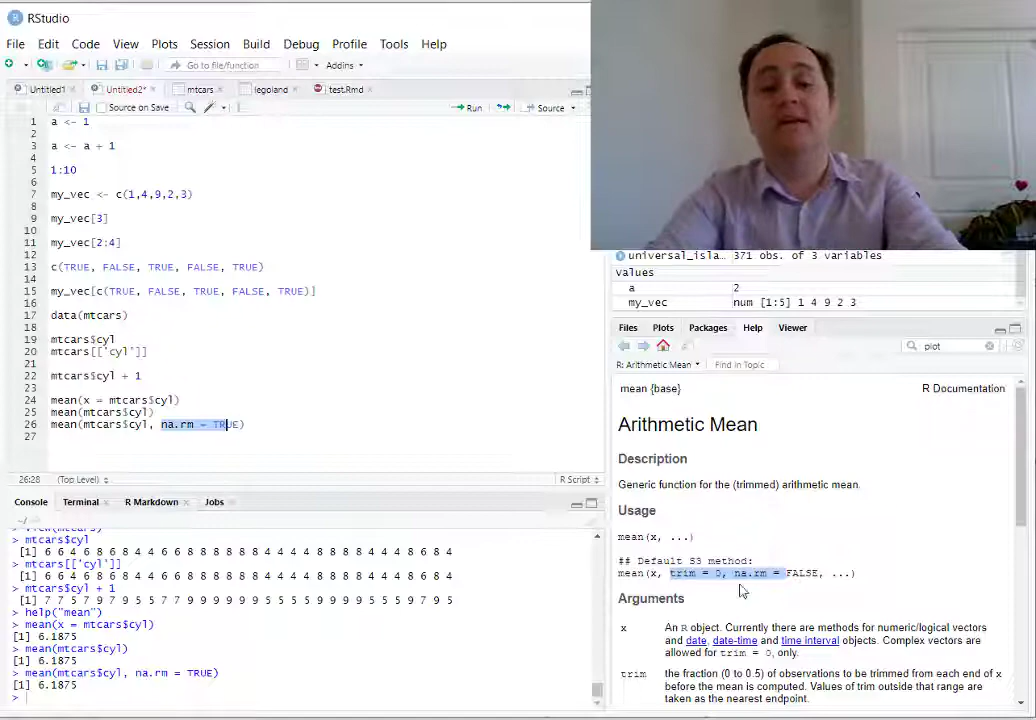 RStudio
File Edit Code View Plots Session Build Debug Profile Tools Help
Go to file/function Addins
Untitled1 Untitled2* mtcars legoland test.Rmd
Source on Save Run Source
1 a <- 1
2
3 a <- a + 1
4
5 1:10
6
7 my_vec <- c(1,4,9,2,3)
8
9 my_vec[3]
10
11 my_vec[2:4]
12
13 c(TRUE, FALSE, TRUE, FALSE, TRUE)
14
15 my_vec[c(TRUE, FALSE, TRUE, FALSE, TRUE)]
16
17 data(mtcars)
18
19 mtcars$cyl
20 mtcars[['cyl']]
21
22 mtcars$cyl + 1
23
24 mean(x = mtcars$cyl)
25 mean(mtcars$cyl)
26 mean(mtcars$cyl, na.rm = TRUE)
27
26:28 (Top Level) R Script
Console Terminal R Markdown Jobs
~/
> mtcars$cyl
[1] 6 6 4 6 8 6 8 4 4 6 6 8 8 8 8 8 8 4 4 4 4 8 8 8 8 4 4 4 8 6 8 4
> mtcars[['cyl']]
[1] 6 6 4 6 8 6 8 4 4 6 6 8 8 8 8 8 8 4 4 4 4 8 8 8 8 4 4 4 8 6 8 4
> mtcars$cyl + 1
[1] 7 7 5 7 9 7 9 5 5 7 7 9 9 9 9 9 9 5 5 5 5 9 9 9 9 5 5 5 9 7 9 5
> help("mean")
> mean(x = mtcars$cyl)
[1] 6.1875
> mean(mtcars$cyl)
[1] 6.1875
> mean(mtcars$cyl, na.rm = TRUE)
[1] 6.1875
>
universal_isla… 371 obs. of 3 variables
values
a 2
my_vec num [1:5] 1 4 9 2 3
Files Plots Packages Help Viewer
plot
R: Arithmetic Mean Find in Topic
mean {base} R Documentation
Arithmetic Mean
Description
Generic function for the (trimmed) arithmetic mean.
Usage
mean(x, ...)
## Default S3 method:
mean(x, trim = 0, na.rm = FALSE, ...)
Arguments
x An R object. Currently there are methods for numeric/logical vectors
and date, date-time and time interval objects. Complex vectors are
allowed for trim = 0, only.
trim the fraction (0 to 0.5) of observations to be trimmed from each end of x
before the mean is computed. Values of trim outside that range are
taken as the nearest endpoint.